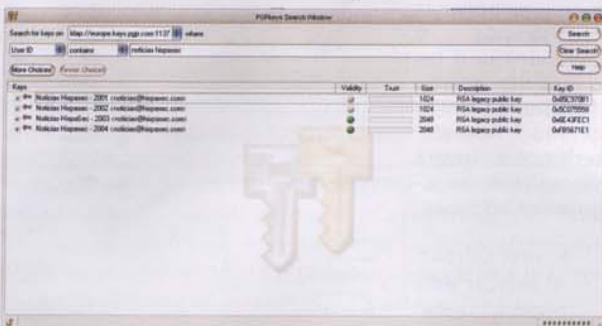 PGPkeys Search Window
Search for keys on ldap://europe.keys.pgp.com:1137 where
Search
User ID contains noticias hispasec
Clear Search
More Choices Fewer Choices
Help
Keys Validity Trust Size Description Key ID
Noticias Hispasec - 2001 <noticias@hispasec.com> 1024 RSA legacy public key
Noticias Hispasec - 2002 <noticias@hispasec.com> 1024 RSA legacy public key
Noticias HispaSec - 2003 <noticias@hispasec.com> 2048 RSA legacy public key 0x6E43FEC1
Noticias Hispasec - 2004 <noticias@hispasec.com> 2048 RSA legacy public key 0xFB5671E1